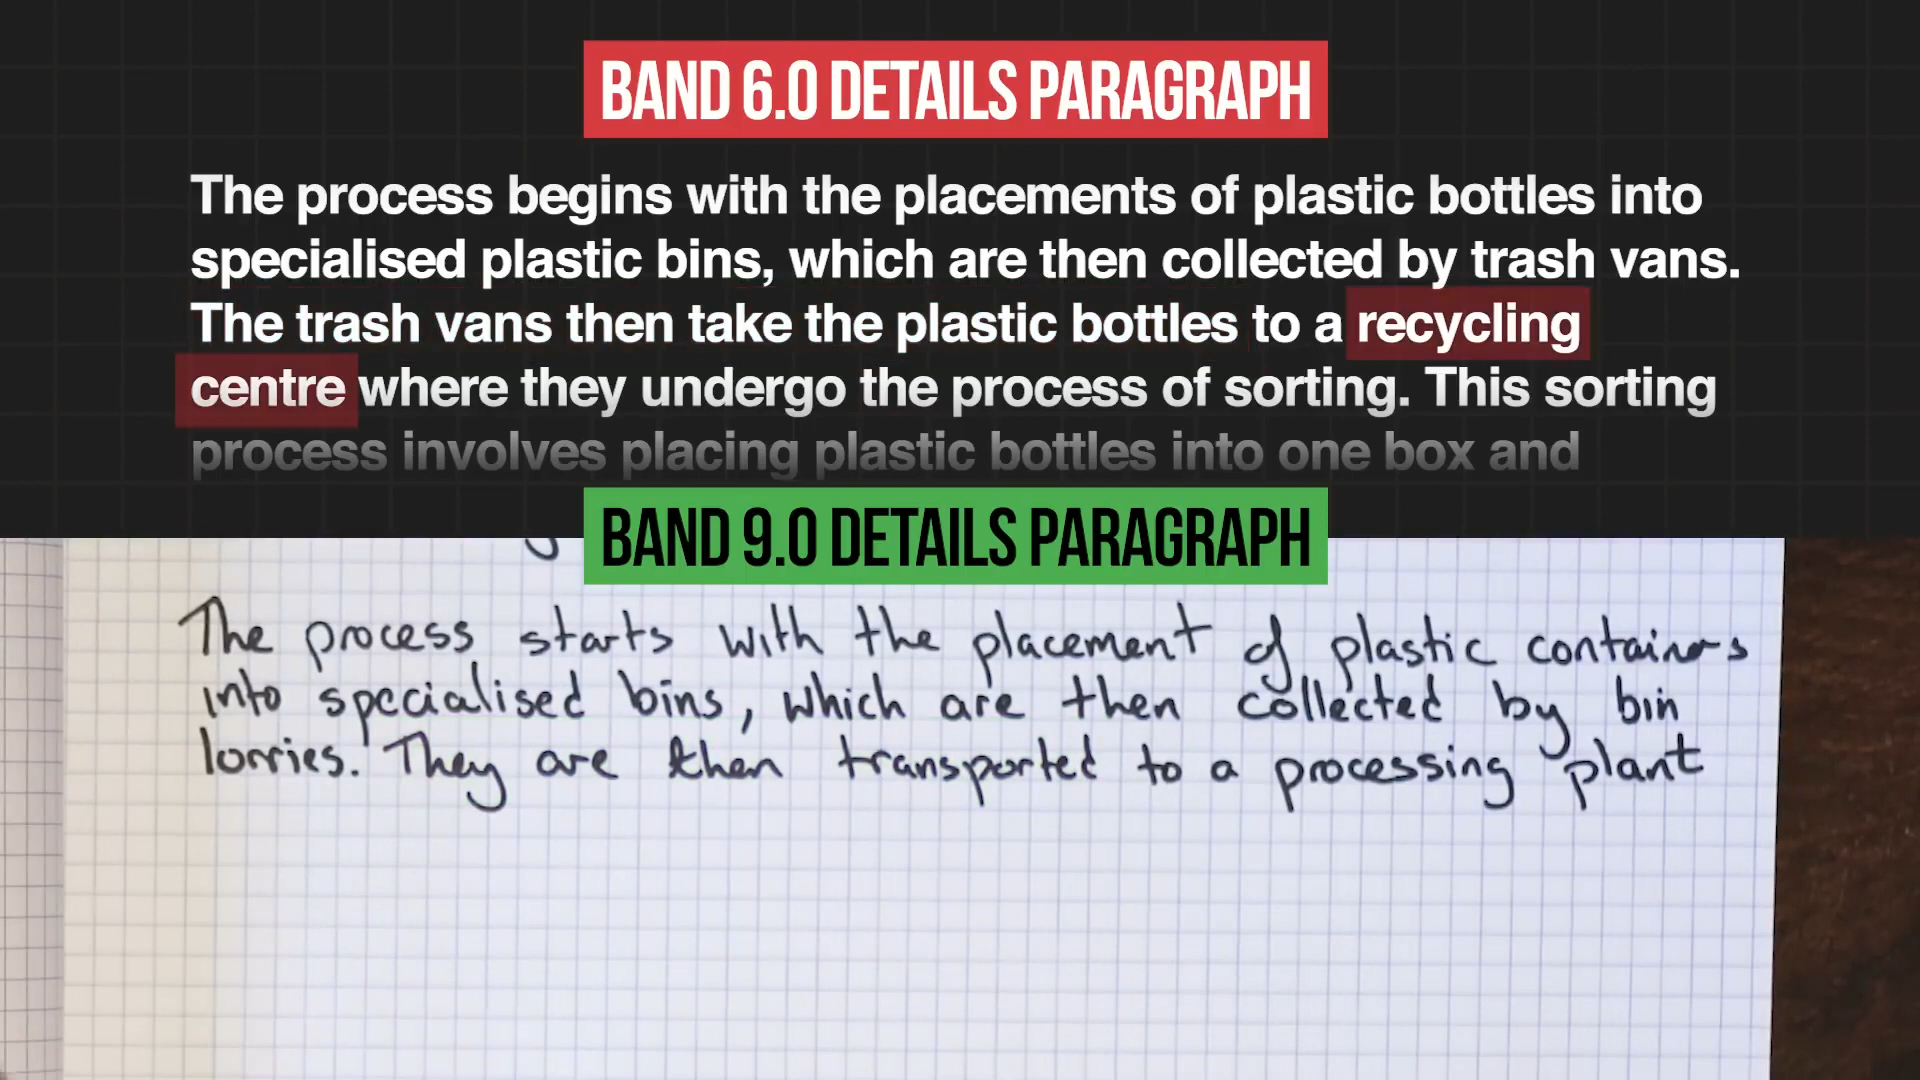 BAND 6.0 DETAILS PARAGRAPH
The process begins with the placements of plastic bottles into
specialised plastic bins, which are then collected by trash vans.
The trash vans then take the plastic bottles to a recycling
centre where they undergo the process of sorting. This sorting
process involves placing plastic bottles into one box and
BAND 9.0 DETAILS PARAGRAPH
The process starts with the placement of plastic containers
into specialised bins, which are then collected by bin
lorries. They are then transported to a processing plant